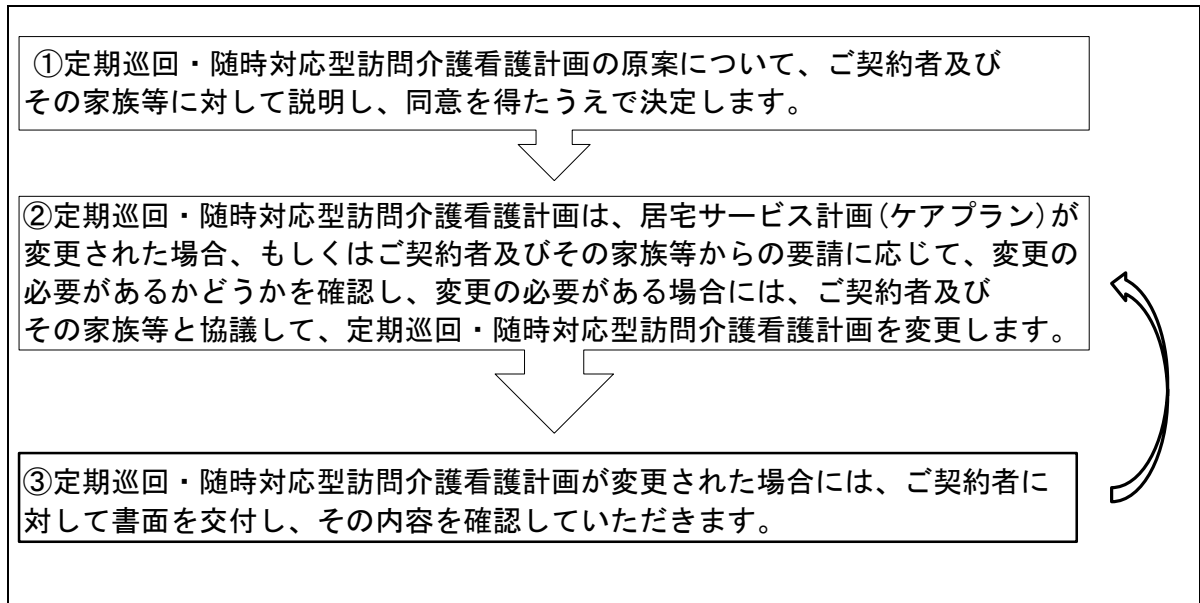 ①定期巡回・随時対応型訪問介護看護計画の原案について、ご契約者及び
その家族等に対して説明し、同意を得たうえで決定します。
②定期巡回・随時対応型訪問介護看護計画は、居宅サービス計画(ケアプラン)が
変更された場合、もしくはご契約者及びその家族等からの要請に応じて、変更の
必要があるかどうかを確認し、変更の必要がある場合には、ご契約者及び
その家族等と協議して、定期巡回・随時対応型訪問介護看護計画を変更します。
③定期巡回・随時対応型訪問介護看護計画が変更された場合には、ご契約者に
対して書面を交付し、その内容を確認していただきます。